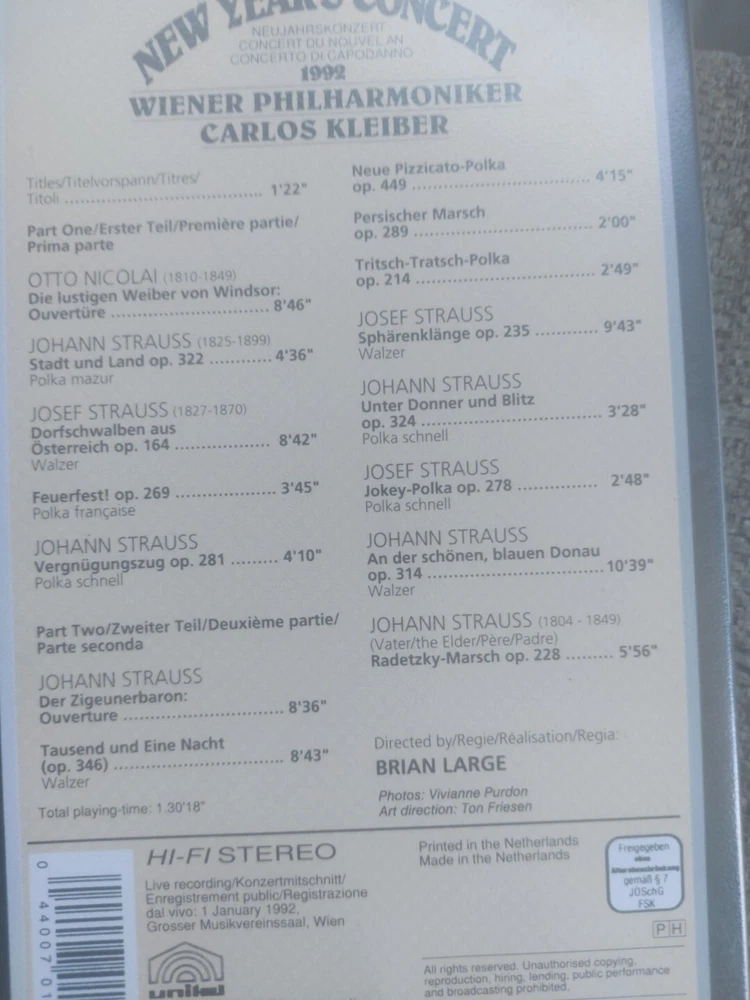 NEW YEAR'S CONCERT
NEUJAHRSKONZERT
CONCERT DU NOUVEL AN
CONCERTO DI CAPODANNO
1992
WIENER PHILHARMONIKER
CARLOS KLEIBER
Titles/Titelvorspann/Titres/
Titoli ........ 1'22"
Part One/Erster Teil/Première partie/
Prima parte
OTTO NICOLAI (1810-1849)
Die lustigen Weiber von Windsor:
Ouvertüre ........ 8'46"
JOHANN STRAUSS (1825-1899)
Stadt und Land op. 322 ........ 4'36"
Polka mazur
JOSEF STRAUSS (1827-1870)
Dorfschwalben aus
Österreich op. 164 ........ 8'42"
Walzer
Feuerfest! op. 269 ........ 3'45"
Polka française
JOHANN STRAUSS
Vergnügungszug op. 281 ........ 4'10"
Polka schnell
Part Two/Zweiter Teil/Deuxième partie/
Parte seconda
JOHANN STRAUSS
Der Zigeunerbaron:
Ouverture ........ 8'36"
Tausend und Eine Nacht
(op. 346) ........ 8'43"
Walzer
Total playing-time: 1.30'18"
Neue Pizzicato-Polka
op. 449 ........ 4'15"
Persischer Marsch
op. 289 ........ 2'00"
Tritsch-Tratsch-Polka
op. 214 ........ 2'49"
JOSEF STRAUSS
Sphärenklänge op. 235 ........ 9'43"
Walzer
JOHANN STRAUSS
Unter Donner und Blitz
op. 324 ........ 3'28"
Polka schnell
JOSEF STRAUSS
Jokey-Polka op. 278 ........ 2'48"
Polka schnell
JOHANN STRAUSS
An der schönen, blauen Donau
op. 314 ........ 10'39"
Walzer
JOHANN STRAUSS (1804 - 1849)
(Vater/the Elder/Père/Padre)
Radetzky-Marsch op. 228 ........ 5'56"
Directed by/Regie/Réalisation/Regia:
BRIAN LARGE
Photos: Vivianne Purdon
Art direction: Ton Friesen
HI-FI STEREO
Live recording/Konzertmitschnitt/
Enregistrement public/Registrazione
dal vivo: 1 January 1992,
Grosser Musikvereinssaal, Wien
unitel
0 44007 01
Printed in the Netherlands
Made in the Netherlands
Freigegeben
ohne
Altersbeschränkung
gemäß § 7
JÖSchG
FSK
PH
All rights reserved. Unauthorised copying,
reproduction, hiring, lending, public performance
and broadcasting prohibited.